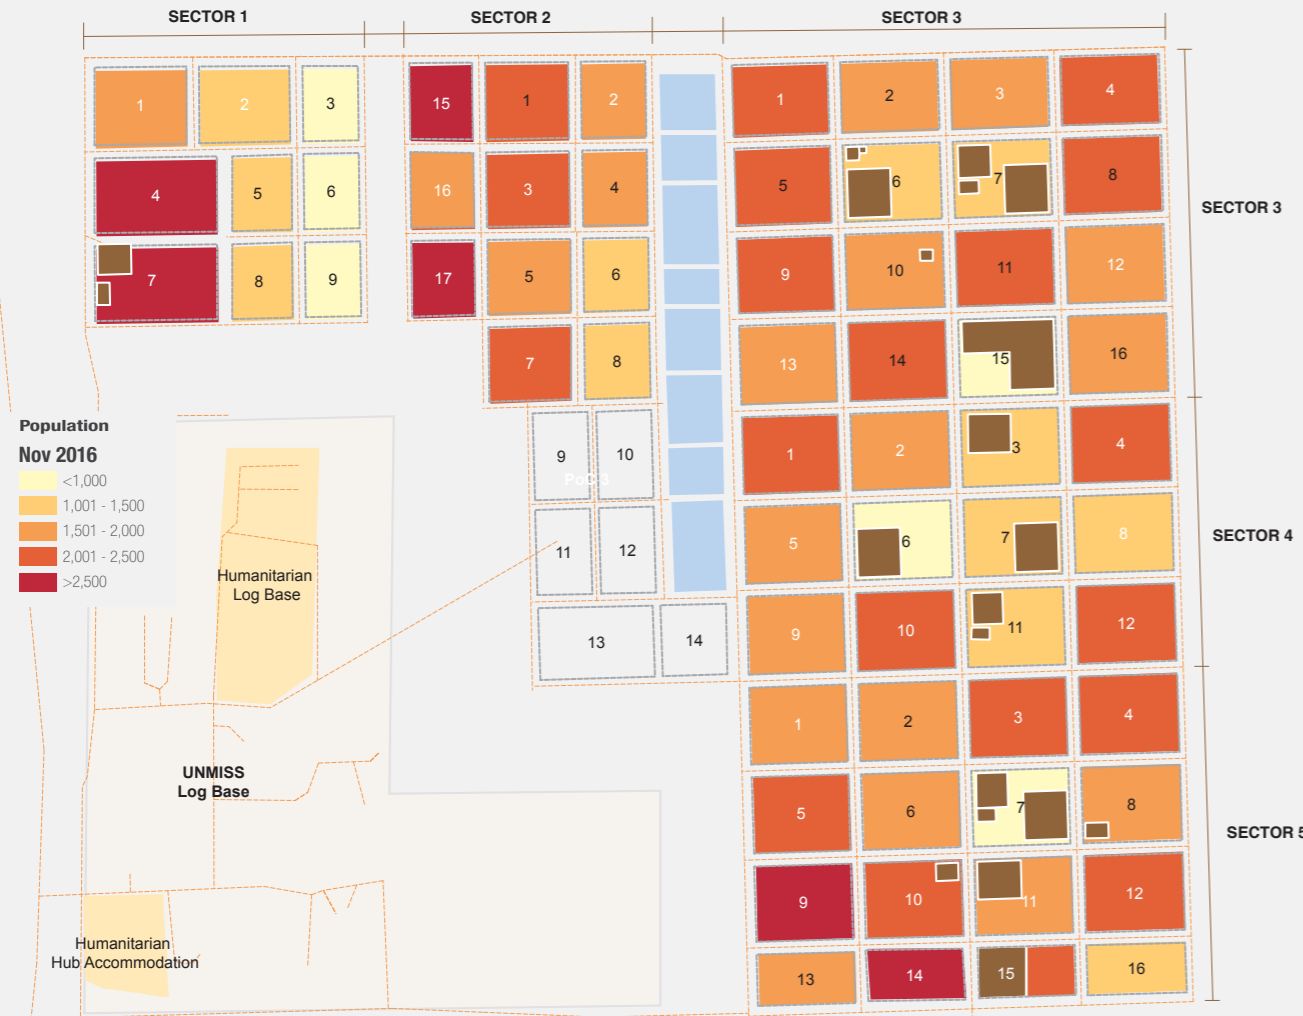 SECTOR 1
SECTOR 2
SECTOR 3
1 2 3
15 1 2
1 2 3 4
4 5 6
16 3 4
5 6 7 8
SECTOR 3
7 8 9
17 5 6
9 10 11 12
7 8
13 14 15 16
Population
Nov 2016
<1,000
1,001 - 1,500
1,501 - 2,000
2,001 - 2,500
>2,500
9 10
PoC 3
1 2 3 4
11 12
5 6 7 8
SECTOR 4
Humanitarian
Log Base
13 14
9 10 11 12
1 2 3 4
UNMISS
Log Base
5 6 7 8
SECTOR 5
9 10 11 12
Humanitarian
Hub Accommodation
13 14 15 16